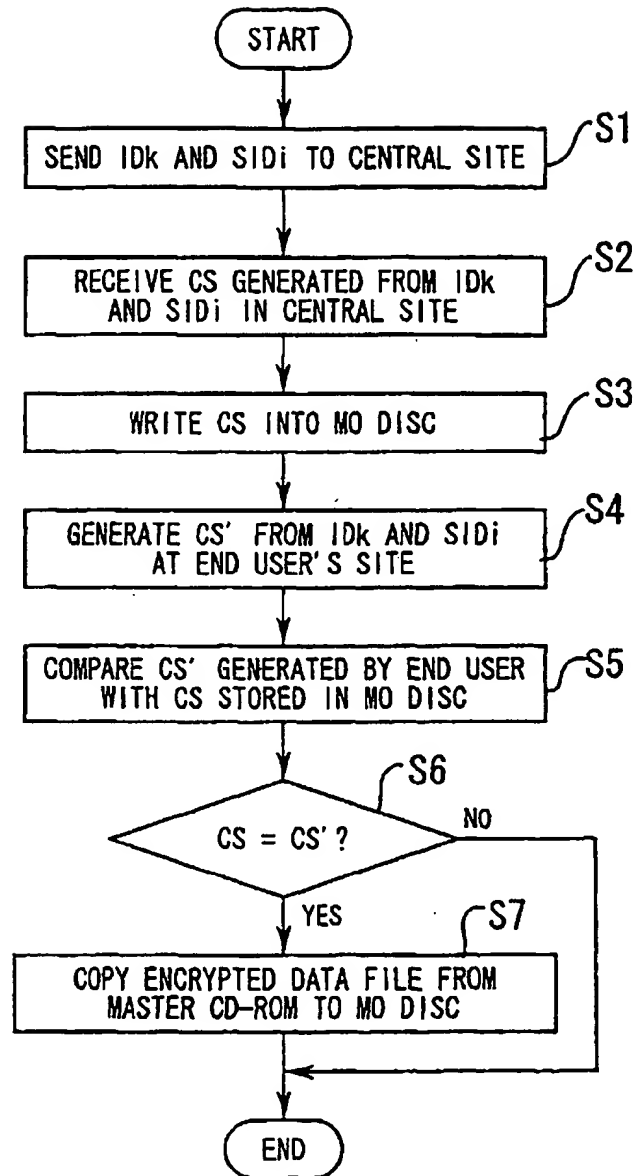 START
S1
SEND IDk AND SIDi TO CENTRAL SITE
S2
RECEIVE CS GENERATED FROM IDk
AND SIDi IN CENTRAL SITE
S3
WRITE CS INTO MO DISC
S4
GENERATE CS' FROM IDk AND SIDi
AT END USER'S SITE
S5
COMPARE CS' GENERATED BY END USER
WITH CS STORED IN MO DISC
S6
CS = CS'?
NO
YES
S7
COPY ENCRYPTED DATA FILE FROM
MASTER CD-ROM TO MO DISC
END